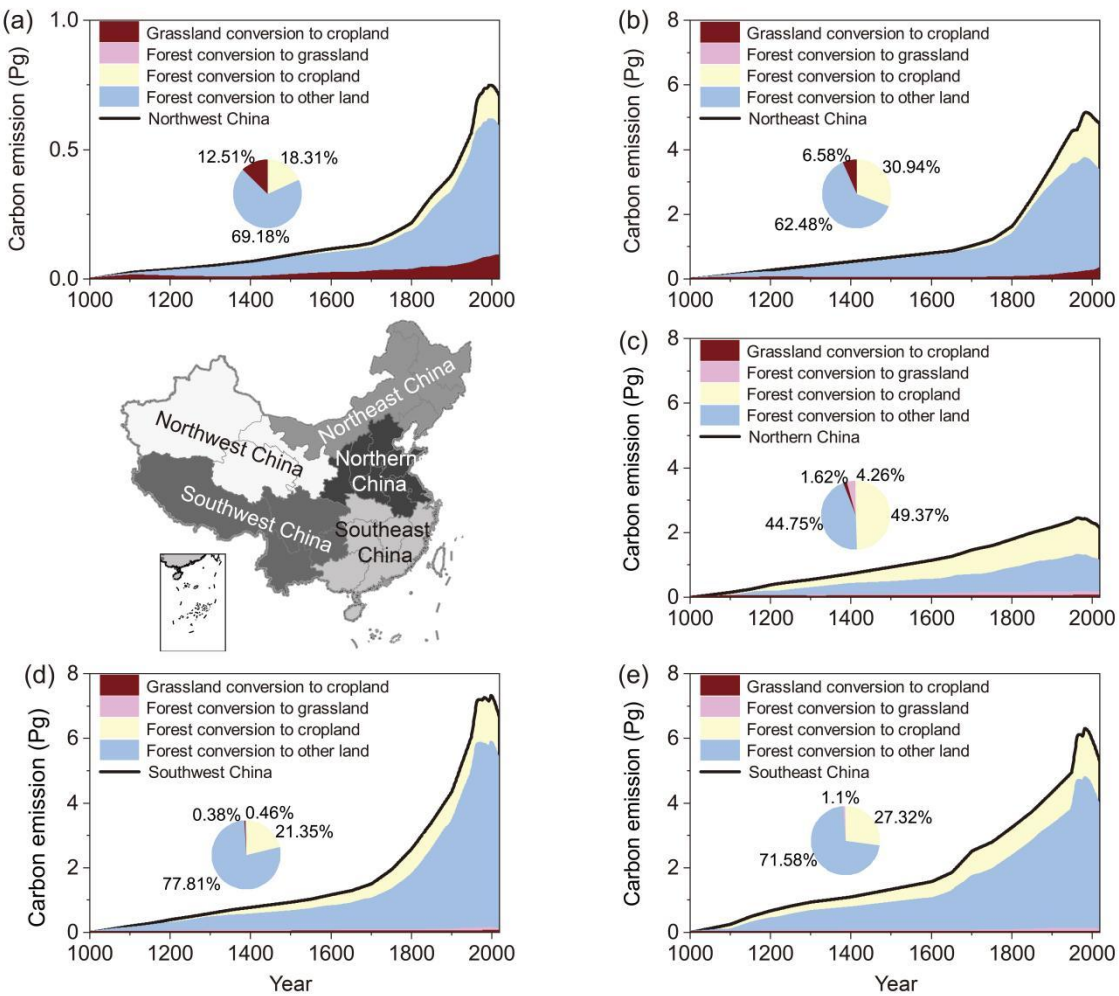 (a)
Carbon emission (Pg)
1.0
0.5
0.0
Grassland conversion to cropland
Forest conversion to grassland
Forest conversion to cropland
Forest conversion to other land
Northwest China
12.51%
18.31%
69.18%
1000 1200 1400 1600 1800 2000
(b)
Carbon emission (Pg)
8
6
4
2
0
Grassland conversion to cropland
Forest conversion to grassland
Forest conversion to cropland
Forest conversion to other land
Northeast China
6.58%
30.94%
62.48%
1000 1200 1400 1600 1800 2000
Northeast China
Northwest China
Northern
China
Southwest China
Southeast
China
(c)
Carbon emission (Pg)
8
6
4
2
0
Grassland conversion to cropland
Forest conversion to grassland
Forest conversion to cropland
Forest conversion to other land
Northern China
1.62%
4.26%
44.75%
49.37%
1000 1200 1400 1600 1800 2000
(d)
Carbon emission (Pg)
8
6
4
2
0
Grassland conversion to cropland
Forest conversion to grassland
Forest conversion to cropland
Forest conversion to other land
Southwest China
0.38%
0.46%
21.35%
77.81%
1000 1200 1400 1600 1800 2000
Year
(e)
Carbon emission (Pg)
8
6
4
2
0
Grassland conversion to cropland
Forest conversion to grassland
Forest conversion to cropland
Forest conversion to other land
Southeast China
1.1%
27.32%
71.58%
1000 1200 1400 1600 1800 2000
Year